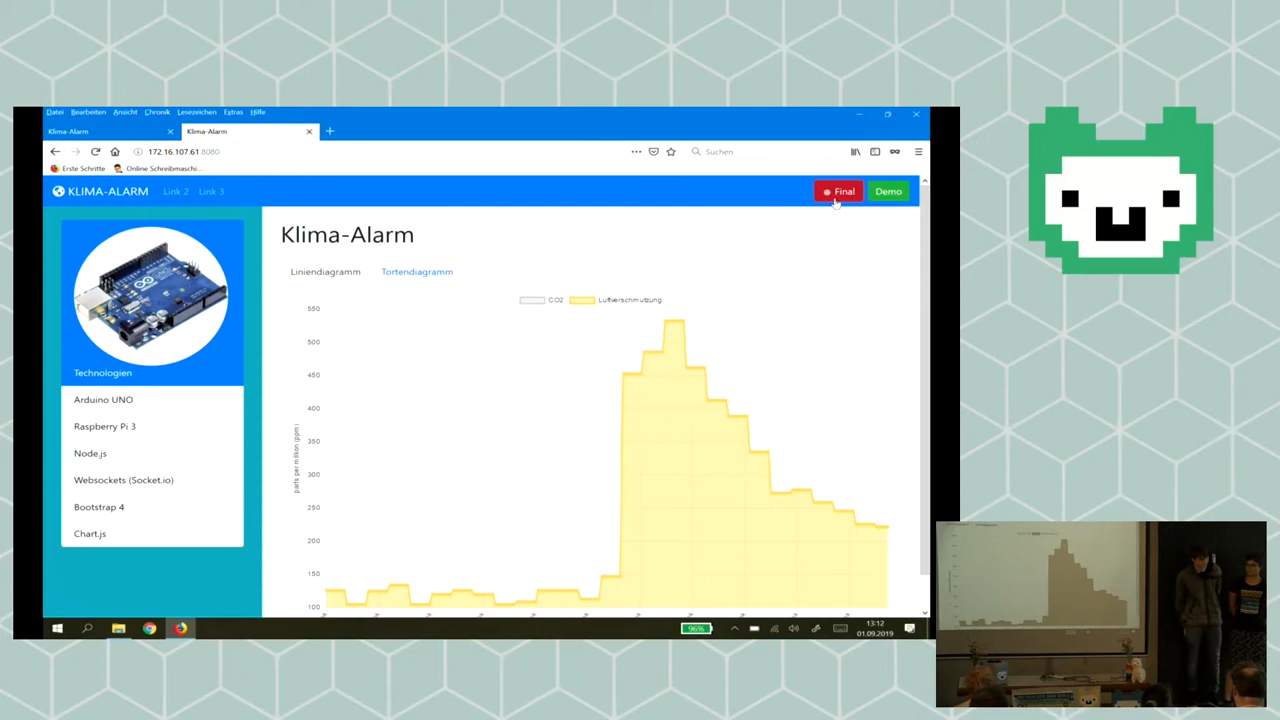 Datei Bearbeiten Ansicht Chronik Lesezeichen Extras Hilfe
Klima-Alarm
Klima-Alarm
172.16.107.61:8080
Suchen
Erste Schritte
Online Schreibmaschi...
KLIMA-ALARM Link 2 Link 3
Final
Demo
Technologien
Arduino UNO
Raspberry Pi 3
Node.js
Websockets (Socket.io)
Bootstrap 4
Chart.js
Klima-Alarm
Liniendiagramm Tortendiagramm
CO2 Luftverschmutzung
parts per million (ppm)
550
500
450
400
350
300
250
200
150
100
96%
13:12
01.09.2019